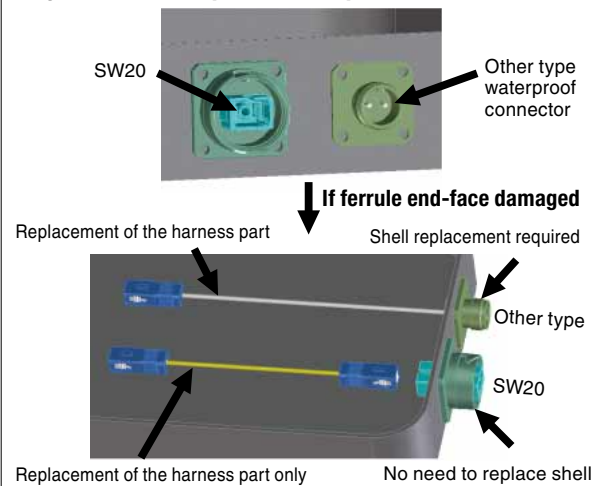 SW20
Other type
waterproof
connector
If ferrule end-face damaged
Replacement of the harness part
Shell replacement required
Other type
SW20
Replacement of the harness part only
No need to replace shell